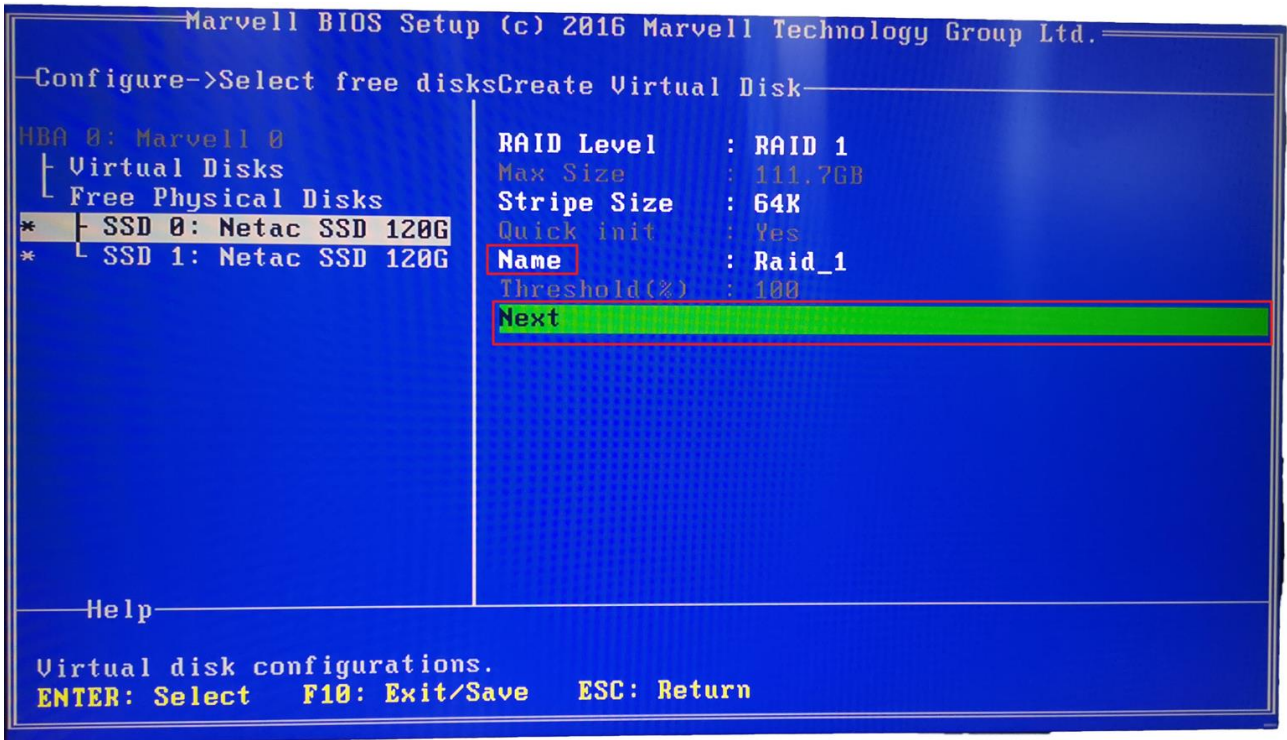 Marvell BIOS Setup (c) 2016 Marvell Technology Group Ltd.
Configure->Select free disksCreate Virtual Disk
HBA 0: Marvell 0
Virtual Disks
Free Physical Disks
* SSD 0: Netac SSD 120G
* SSD 1: Netac SSD 120G
RAID Level : RAID 1
Max Size : 111.7GB
Stripe Size : 64K
Quick init : Yes
Name : Raid_1
Threshold(%) : 100
Next
Help
Virtual disk configurations.
ENTER: Select F10: Exit/Save ESC: Return